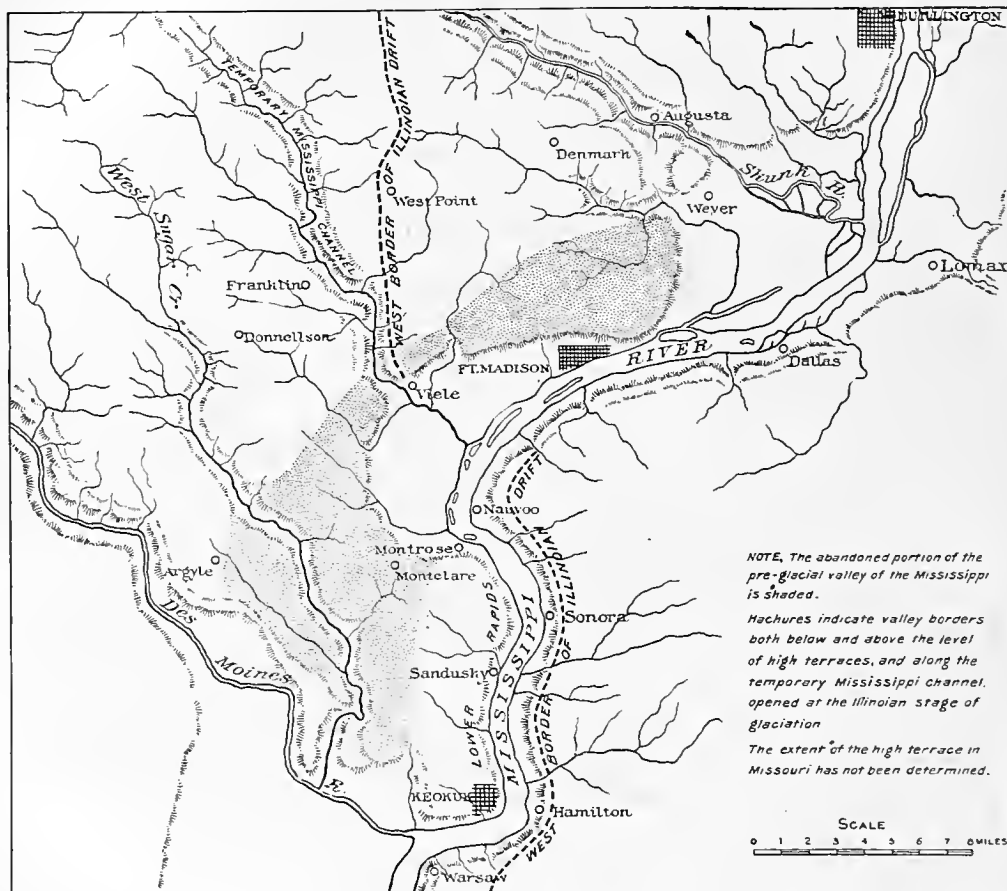 BURLINGTON
TEMPORARY MISSISSIPPI CHANNEL
WEST BORDER OF ILLINOIAN DRIFT
Augusta
Denmark
Skunk R.
West Point
Wever
West Sugar Cr.
Lomax
Franklin
Donnellson
RIVER
FT. MADISON
Dallas
Viele
Nauvoo
Montrose
Argyle
Montclare
Des Moines R.
LOWER RAPIDS
MISSISSIPPI
Sonora
WEST BORDER OF ILLINOIAN DRIFT
Sandusky
KEOKUK
Hamilton
Warsaw
NOTE, The abandoned portion of the
pre-glacial valley of the Mississippi
is shaded.
Hachures indicate valley borders
both below and above the level
of high terraces, and along the
temporary Mississippi channel,
opened at the Illinoian stage of
glaciation
The extent of the high terrace in
Missouri has not been determined.
SCALE
0 1 2 3 4 5 6 7 8 MILES